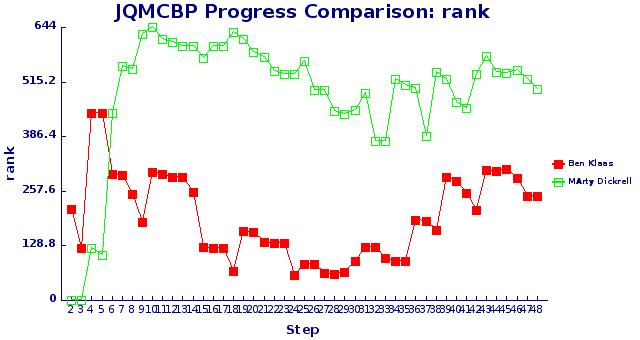 JQMCBP Progress Comparison: rank
644
515.2
386.4
257.6
128.8
0
rank
2 3 4 5 6 7 8 9 10 11 12 13 14 15 16 17 18 19 20 21 22 23 24 25 26 27 28 29 30 31 32 33 34 35 36 37 38 39 40 41 42 43 44 45 46 47 48
Step
Ben Klaas
MArty Dickrell